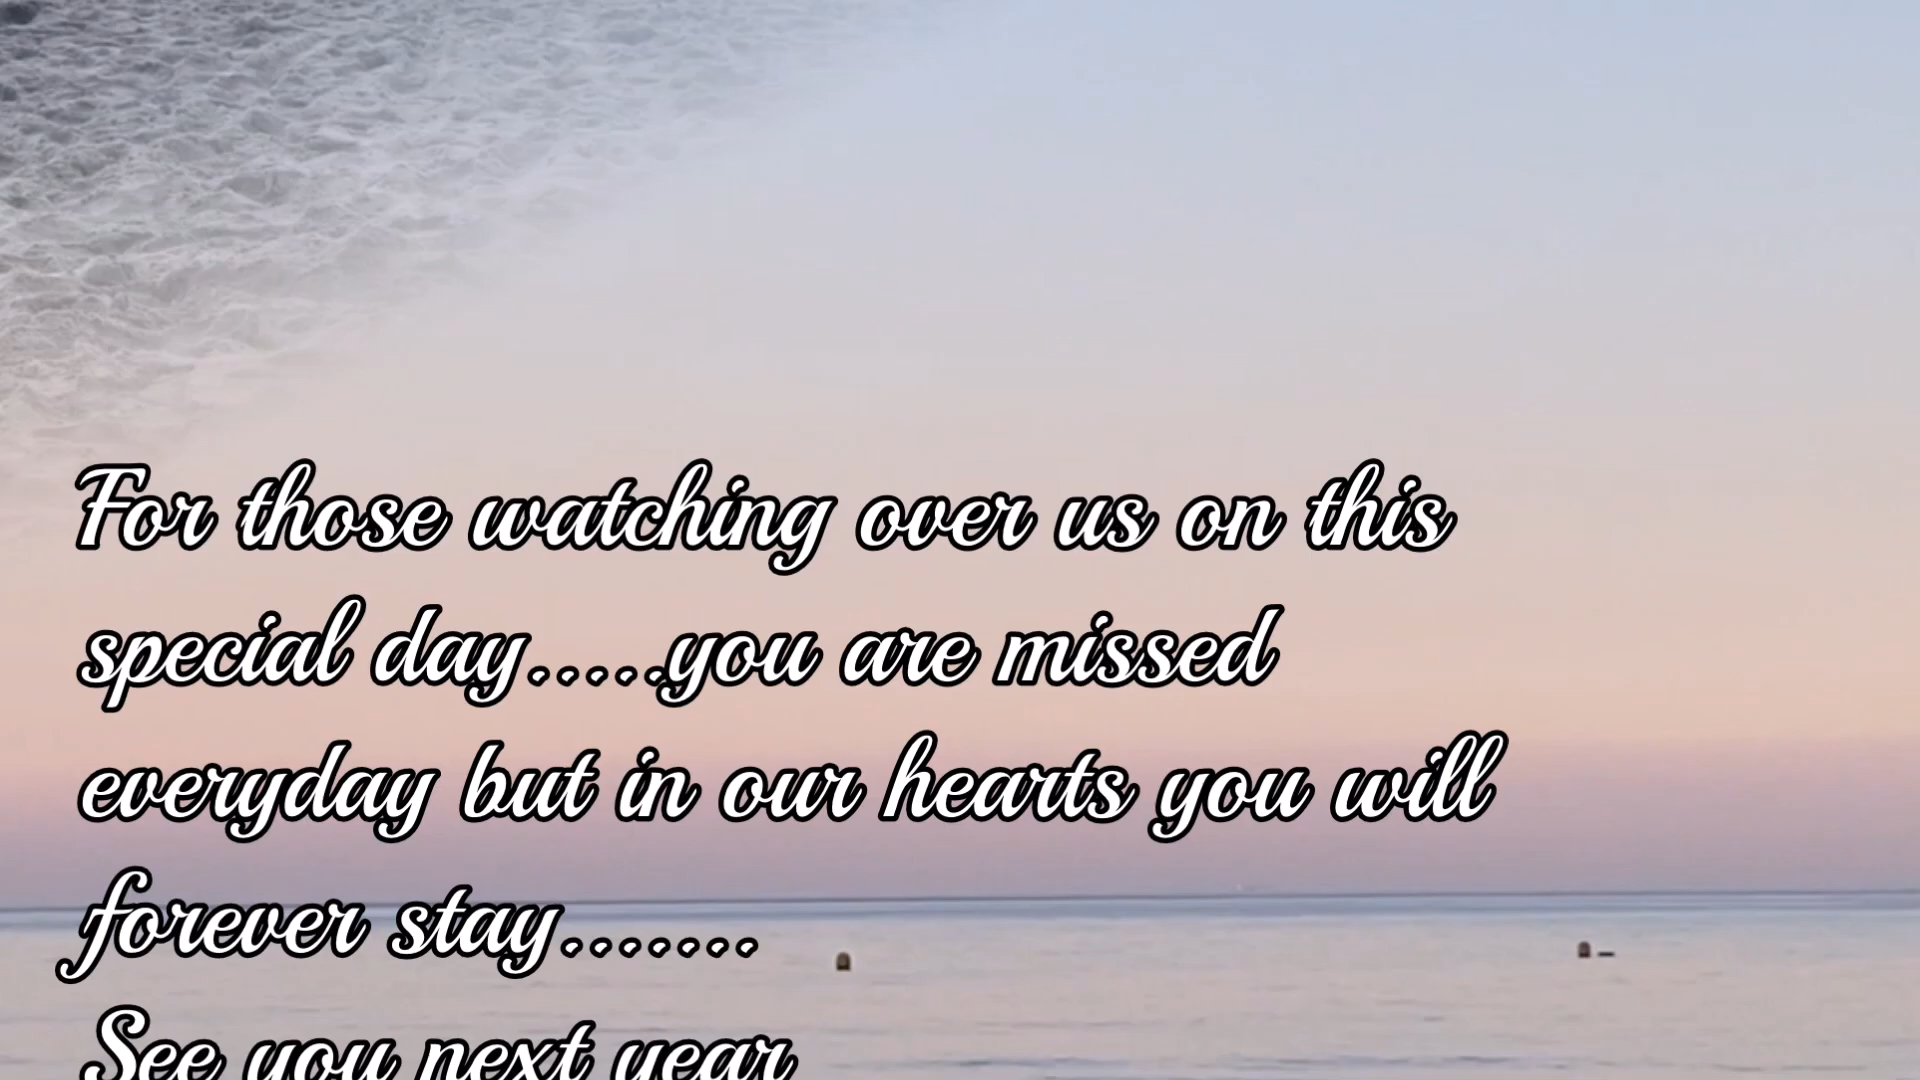 For those watching over us on this
special day.....you are missed
everyday but in our hearts you will
forever stay.......
See you next year